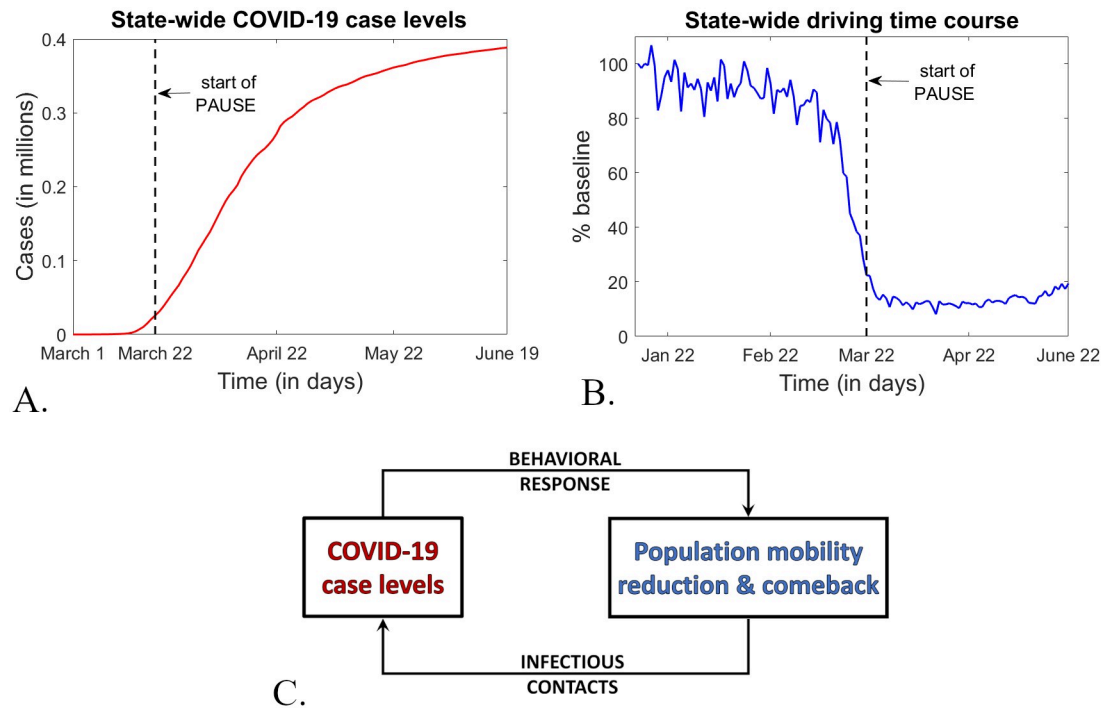 State-wide COVID-19 case levels
0.4
0.3
0.2
0.1
0
Cases (in millions)
start of
PAUSE
March 1 March 22 April 22 May 22 June 19
Time (in days)
A.
State-wide driving time course
100
80
60
40
20
0
% baseline
start of
PAUSE
Jan 22 Feb 22 Mar 22 Apr 22 June 22
Time (in days)
B.
BEHAVIORAL
RESPONSE
COVID-19
case levels
Population mobility
reduction & comeback
INFECTIOUS
CONTACTS
C.